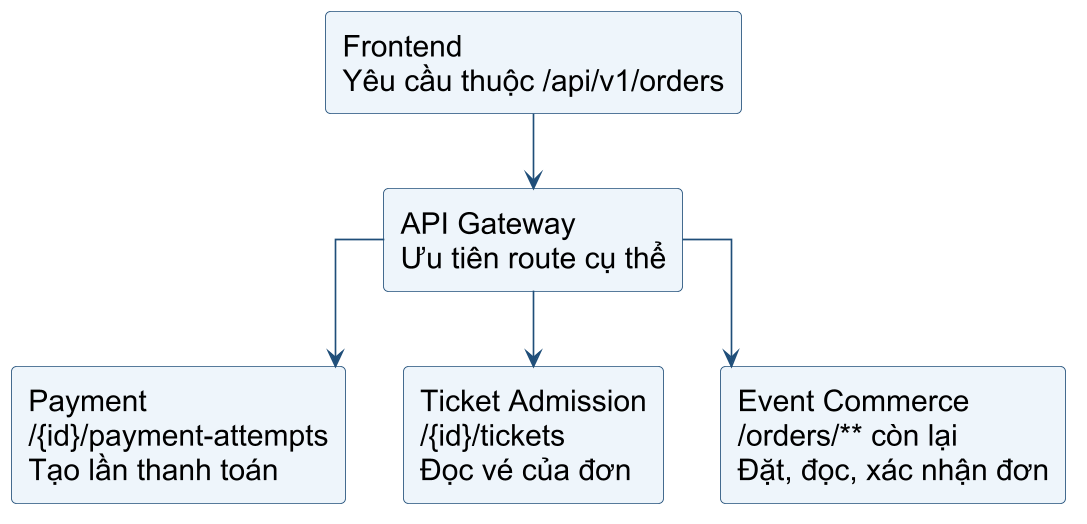 Frontend
Yêu cầu thuộc /api/v1/orders
API Gateway
Ưu tiên route cụ thể
Payment
/{id}/payment-attempts
Tạo lần thanh toán
Ticket Admission
/{id}/tickets
Đọc vé của đơn
Event Commerce
/orders/** còn lại
Đặt, đọc, xác nhận đơn